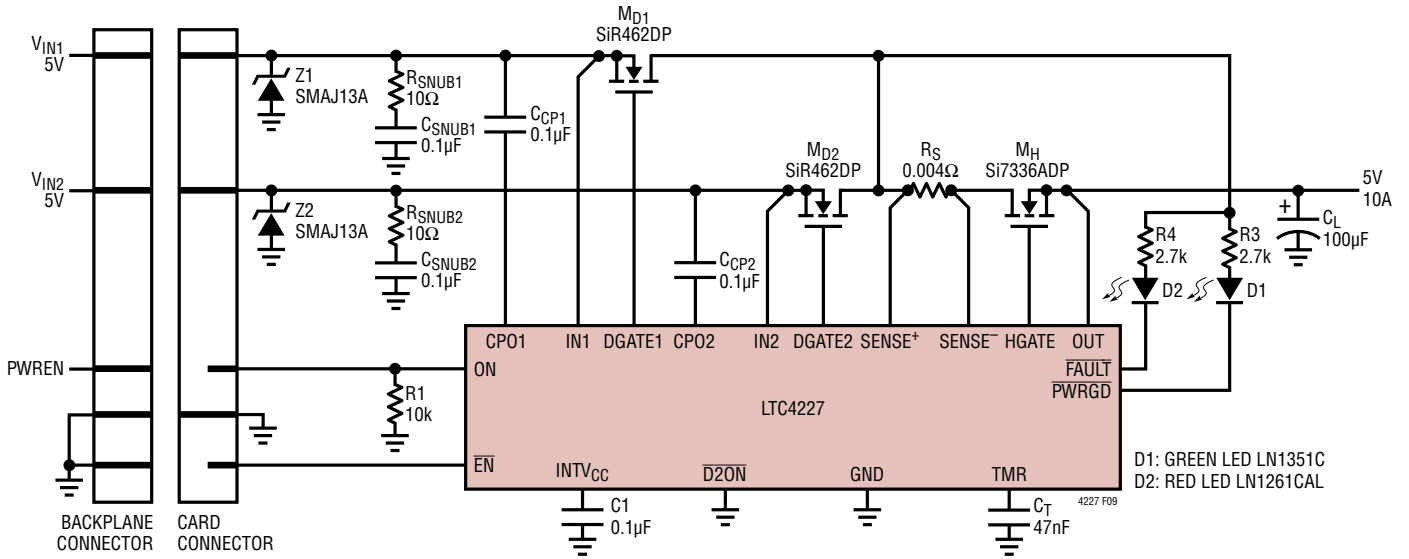 MD1
SiR462DP
VIN1
5V
Z1
SMAJ13A
RSNUB1
10Ω
CSNUB1
0.1µF
CCP1
0.1µF
MD2
SiR462DP
RS
0.004Ω
MH
Si7336ADP
VIN2
5V
5V
10A
Z2
SMAJ13A
RSNUB2
10Ω
CSNUB2
0.1µF
CCP2
0.1µF
R4
2.7k
R3
2.7k
+
CL
100µF
D2
D1
CPO1 IN1 DGATE1 CPO2 IN2 DGATE2 SENSE+ SENSE– HGATE OUT
PWREN
ON
FAULT
PWRGD
R1
10k
LTC4227
EN
INTVCC
D2ON
GND
TMR
D1: GREEN LED LN1351C
D2: RED LED LN1261CAL
4227 F09
C1
0.1µF
CT
47nF
BACKPLANE
CONNECTOR
CARD
CONNECTOR